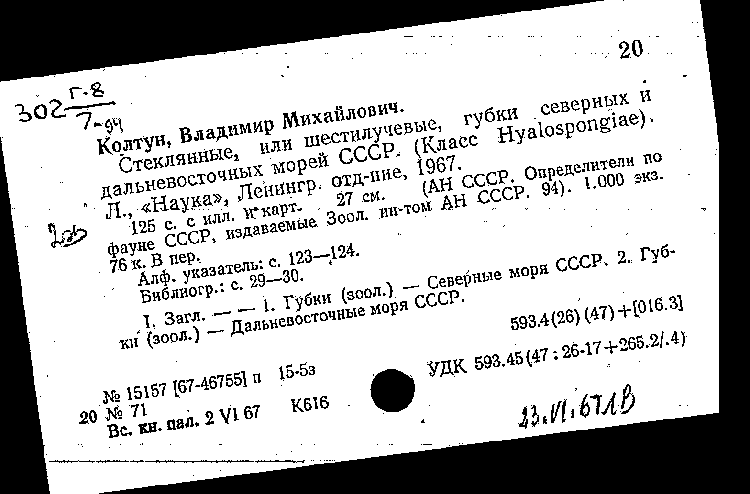 20
302 Г-8
7-94
Колтун, Владимир Михайлович.
Стеклянные, или шестилучевые, губки северных и
дальневосточных морей СССР. (Класс Hyalospongiae).
Л., «Наука», Ленингр. отд-ние, 1967.
125 с. с илл. и карт. 27 см. (АН СССР. Определители по
фауне СССР, издаваемые Зоол. ин-том АН СССР. 94). 1.000 экз.
76 к. В пер.
Алф. указатель: с. 123—124.
Библиогр.: с. 29—30.
I. Загл. — — 1. Губки (зоол.) — Северные моря СССР. 2. Губ-
ки (зоол.) — Дальневосточные моря СССР.
593.4(26)(47)+[016.3]
№ 15157 [67-46755] п 15-5з
УДК 593.45(47:26-17+265.2/.4)
20 № 71
Вс. кн. пал. 2 VI 67 К616